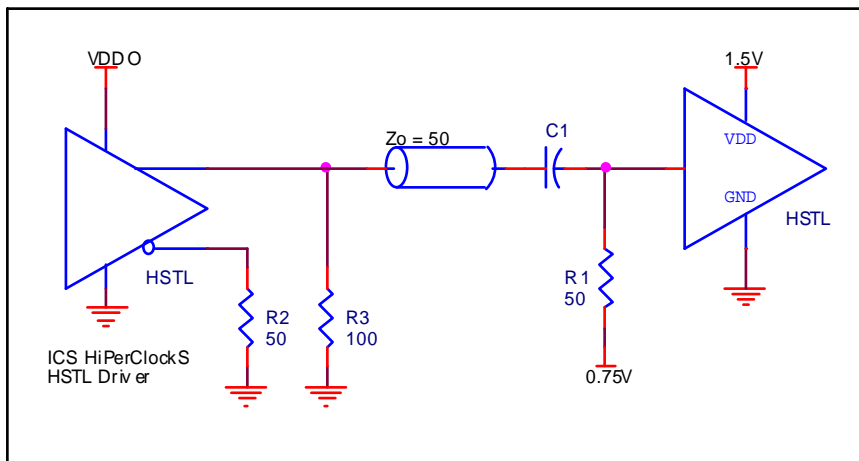 VDDO
1.5V
C1
Zo = 50
VDD
GND
HSTL
HSTL
R1
50
R2
50
R3
100
ICS HiPerClockS
HSTL Driver
0.75V